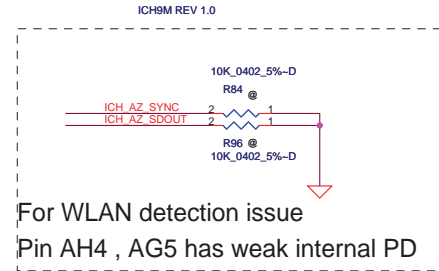 ICH9M REV 1.0
10K_0402_5%~D
R84 @
ICH_AZ_SYNC 2 1
ICH_AZ_SDOUT 2 1
R96 @
10K_0402_5%~D
For WLAN detection issue
Pin AH4 , AG5 has weak internal PD